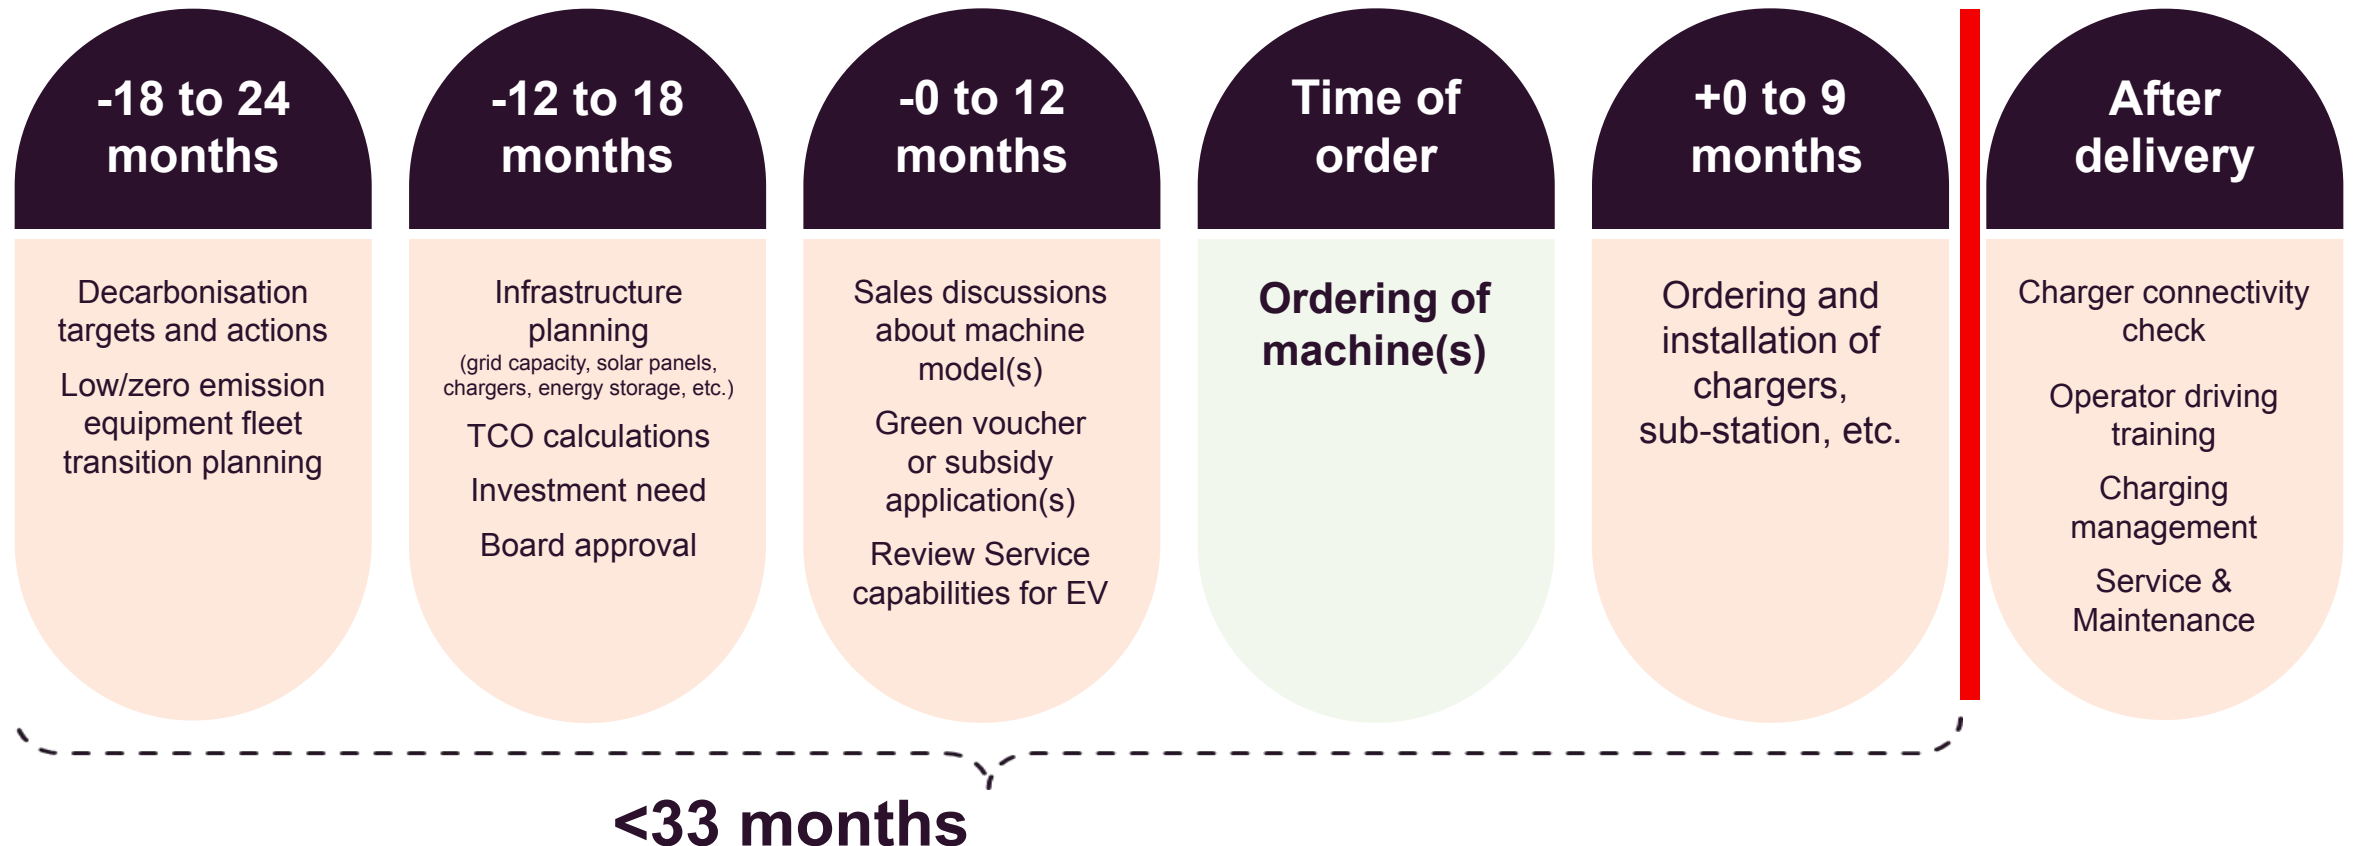 -18 to 24
months
Decarbonisation
targets and actions
Low/zero emission
equipment fleet
transition planning
-12 to 18
months
Infrastructure
planning
(grid capacity, solar panels,
chargers, energy storage, etc.)
TCO calculations
Investment need
Board approval
-0 to 12
months
Sales discussions
about machine
model(s)
Green voucher
or subsidy
application(s)
Review Service
capabilities for EV
Time of
order
Ordering of
machine(s)
+0 to 9
months
Ordering and
installation of
chargers,
sub-station, etc.
After
delivery
Charger connectivity
check
Operator driving
training
Charging
management
Service &
Maintenance
<33 months